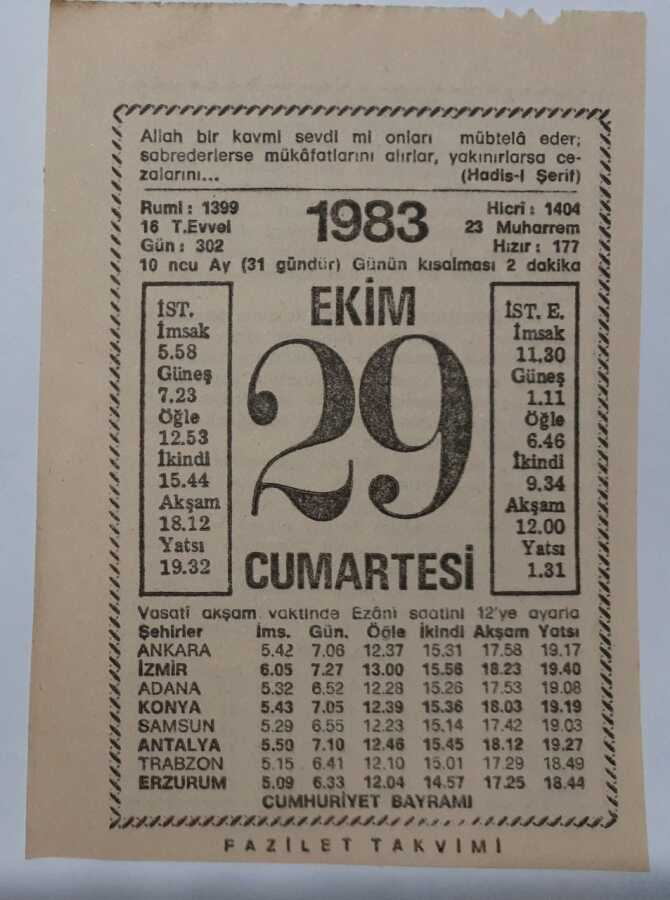 Allah bir kavmi sevdi mi onları mübtelâ eder;
sabrederlerse mükâfatlarını alırlar, yakınırlarsa ce-
zalarını... (Hadis-i Şerif)
Rumi: 1399 1983 Hicrî: 1404
16 T.Evvel 23 Muharrem
Gün: 302 Hızır: 177
10 ncu Ay (31 gündür) Günün kısalması 2 dakika
EKİM
29
CUMARTESİ
İST.
İmsak
5.58
Güneş
7.23
Öğle
12.53
İkindi
15.44
Akşam
18.12
Yatsı
19.32
İST. E.
İmsak
11.30
Güneş
1.11
Öğle
6.46
İkindi
9.34
Akşam
12.00
Yatsı
1.31
Vasatî akşam vaktinde Ezânî saatini 12'ye ayarla
Şehirler İms. Gün. Öğle İkindi Akşam Yatsı
ANKARA 5.42 7.06 12.37 15.31 17.58 19.17
İZMİR 6.05 7.27 13.00 15.56 18.23 19.40
ADANA 5.32 6.52 12.28 15.26 17.53 19.08
KONYA 5.43 7.05 12.39 15.36 18.03 19.19
SAMSUN 5.29 6.55 12.23 15.14 17.42 19.03
ANTALYA 5.50 7.10 12.46 15.45 18.12 19.27
TRABZON 5.15 6.41 12.10 15.01 17.29 18.49
ERZURUM 5.09 6.33 12.04 14.57 17.25 18.44
CUMHURİYET BAYRAMI
FAZİLET TAKVİMİ